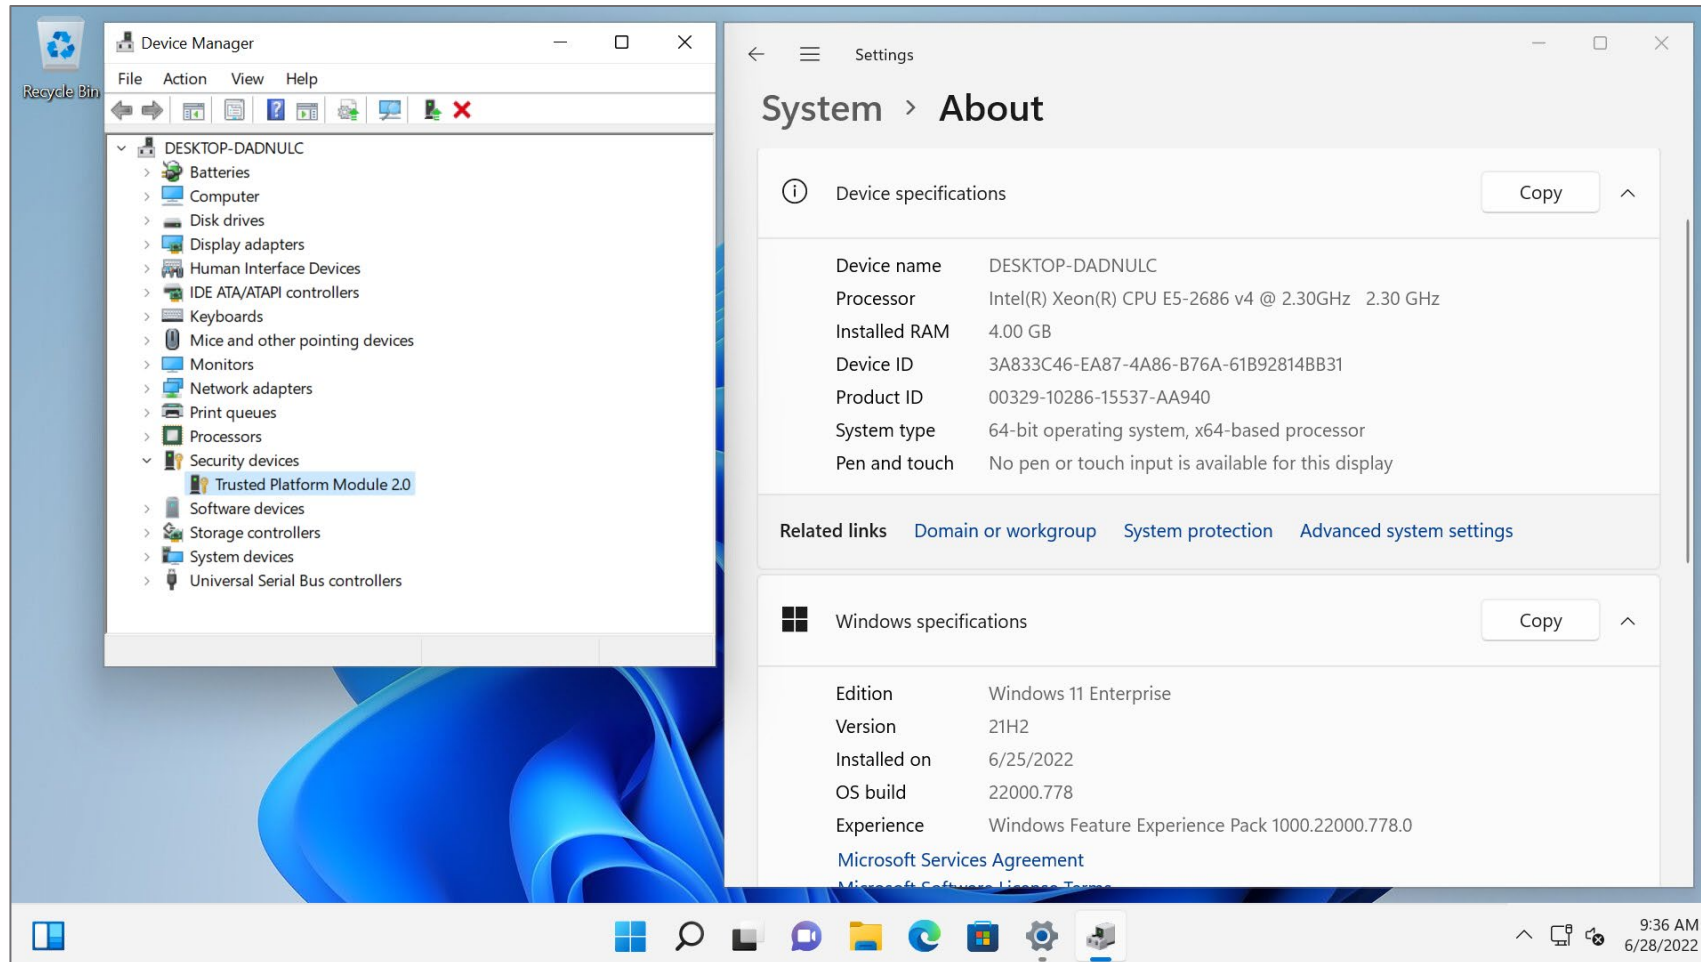 Recycle Bin
Device Manager
File Action View Help
DESKTOP-DADNULC
Batteries
Computer
Disk drives
Display adapters
Human Interface Devices
IDE ATA/ATAPI controllers
Keyboards
Mice and other pointing devices
Monitors
Network adapters
Print queues
Processors
Security devices
Trusted Platform Module 2.0
Software devices
Storage controllers
System devices
Universal Serial Bus controllers
Settings
System > About
Device specifications Copy
Device name DESKTOP-DADNULC
Processor Intel(R) Xeon(R) CPU E5-2686 v4 @ 2.30GHz 2.30 GHz
Installed RAM 4.00 GB
Device ID 3A833C46-EA87-4A86-B76A-61B92814BB31
Product ID 00329-10286-15537-AA940
System type 64-bit operating system, x64-based processor
Pen and touch No pen or touch input is available for this display
Related links Domain or workgroup System protection Advanced system settings
Windows specifications Copy
Edition Windows 11 Enterprise
Version 21H2
Installed on 6/25/2022
OS build 22000.778
Experience Windows Feature Experience Pack 1000.22000.778.0
Microsoft Services Agreement
Microsoft Software License Terms
9:36 AM
6/28/2022